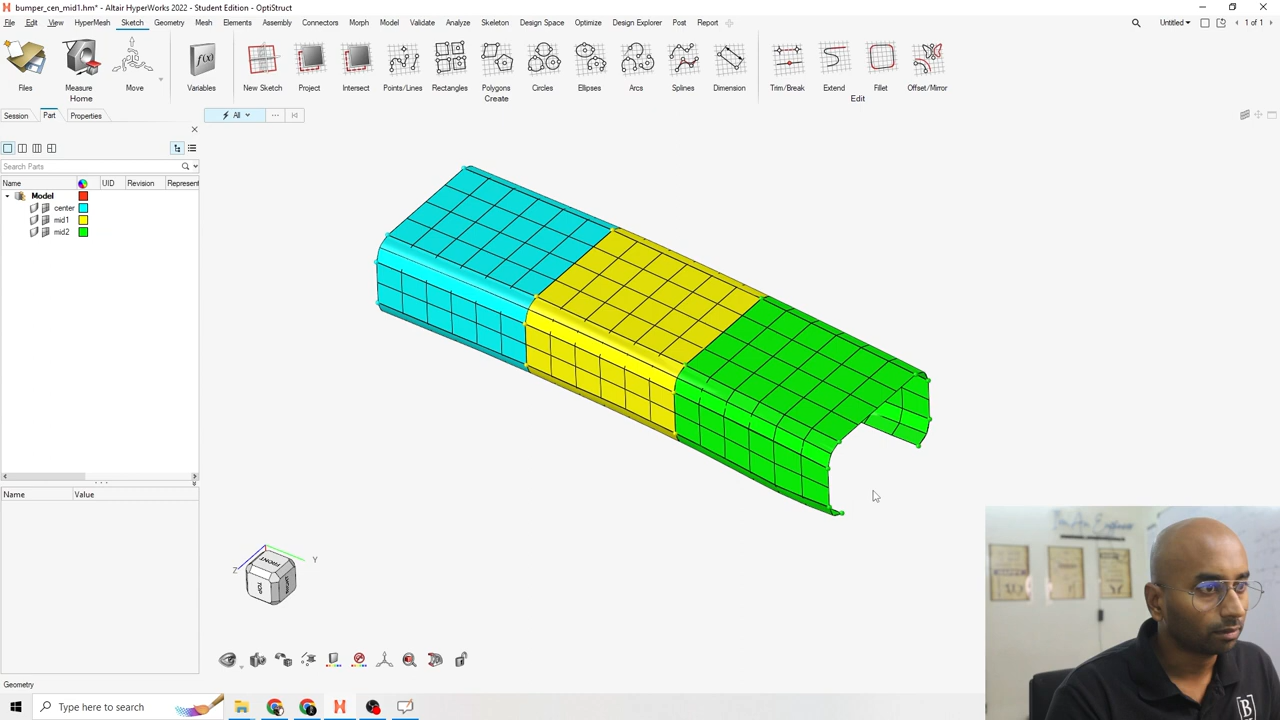 bumper_cen_mid1.hm* - Altair HyperWorks 2022 - Student Edition - OptiStruct
File View HyperMesh Sketch Geometry Mesh Elements Assembly Connectors Morph Model Validate Analyze Skeleton Design Space Optimize Design Explorer Post Report Untitled 1 of 1
f(x)
Files Measure Move Variables New Sketch Project Intersect Points/Lines Rectangles Polygons Circles Ellipses Arcs Splines Dimension Trim/Break Extend Fillet Offset/Mirror
Home Create Edit
Session Part Properties All
Search Parts
Name UID Revision Represent
Model
center
mid1
mid2
Name Value
Y
Z
FRONT
TOP
Geometry
Type here to search